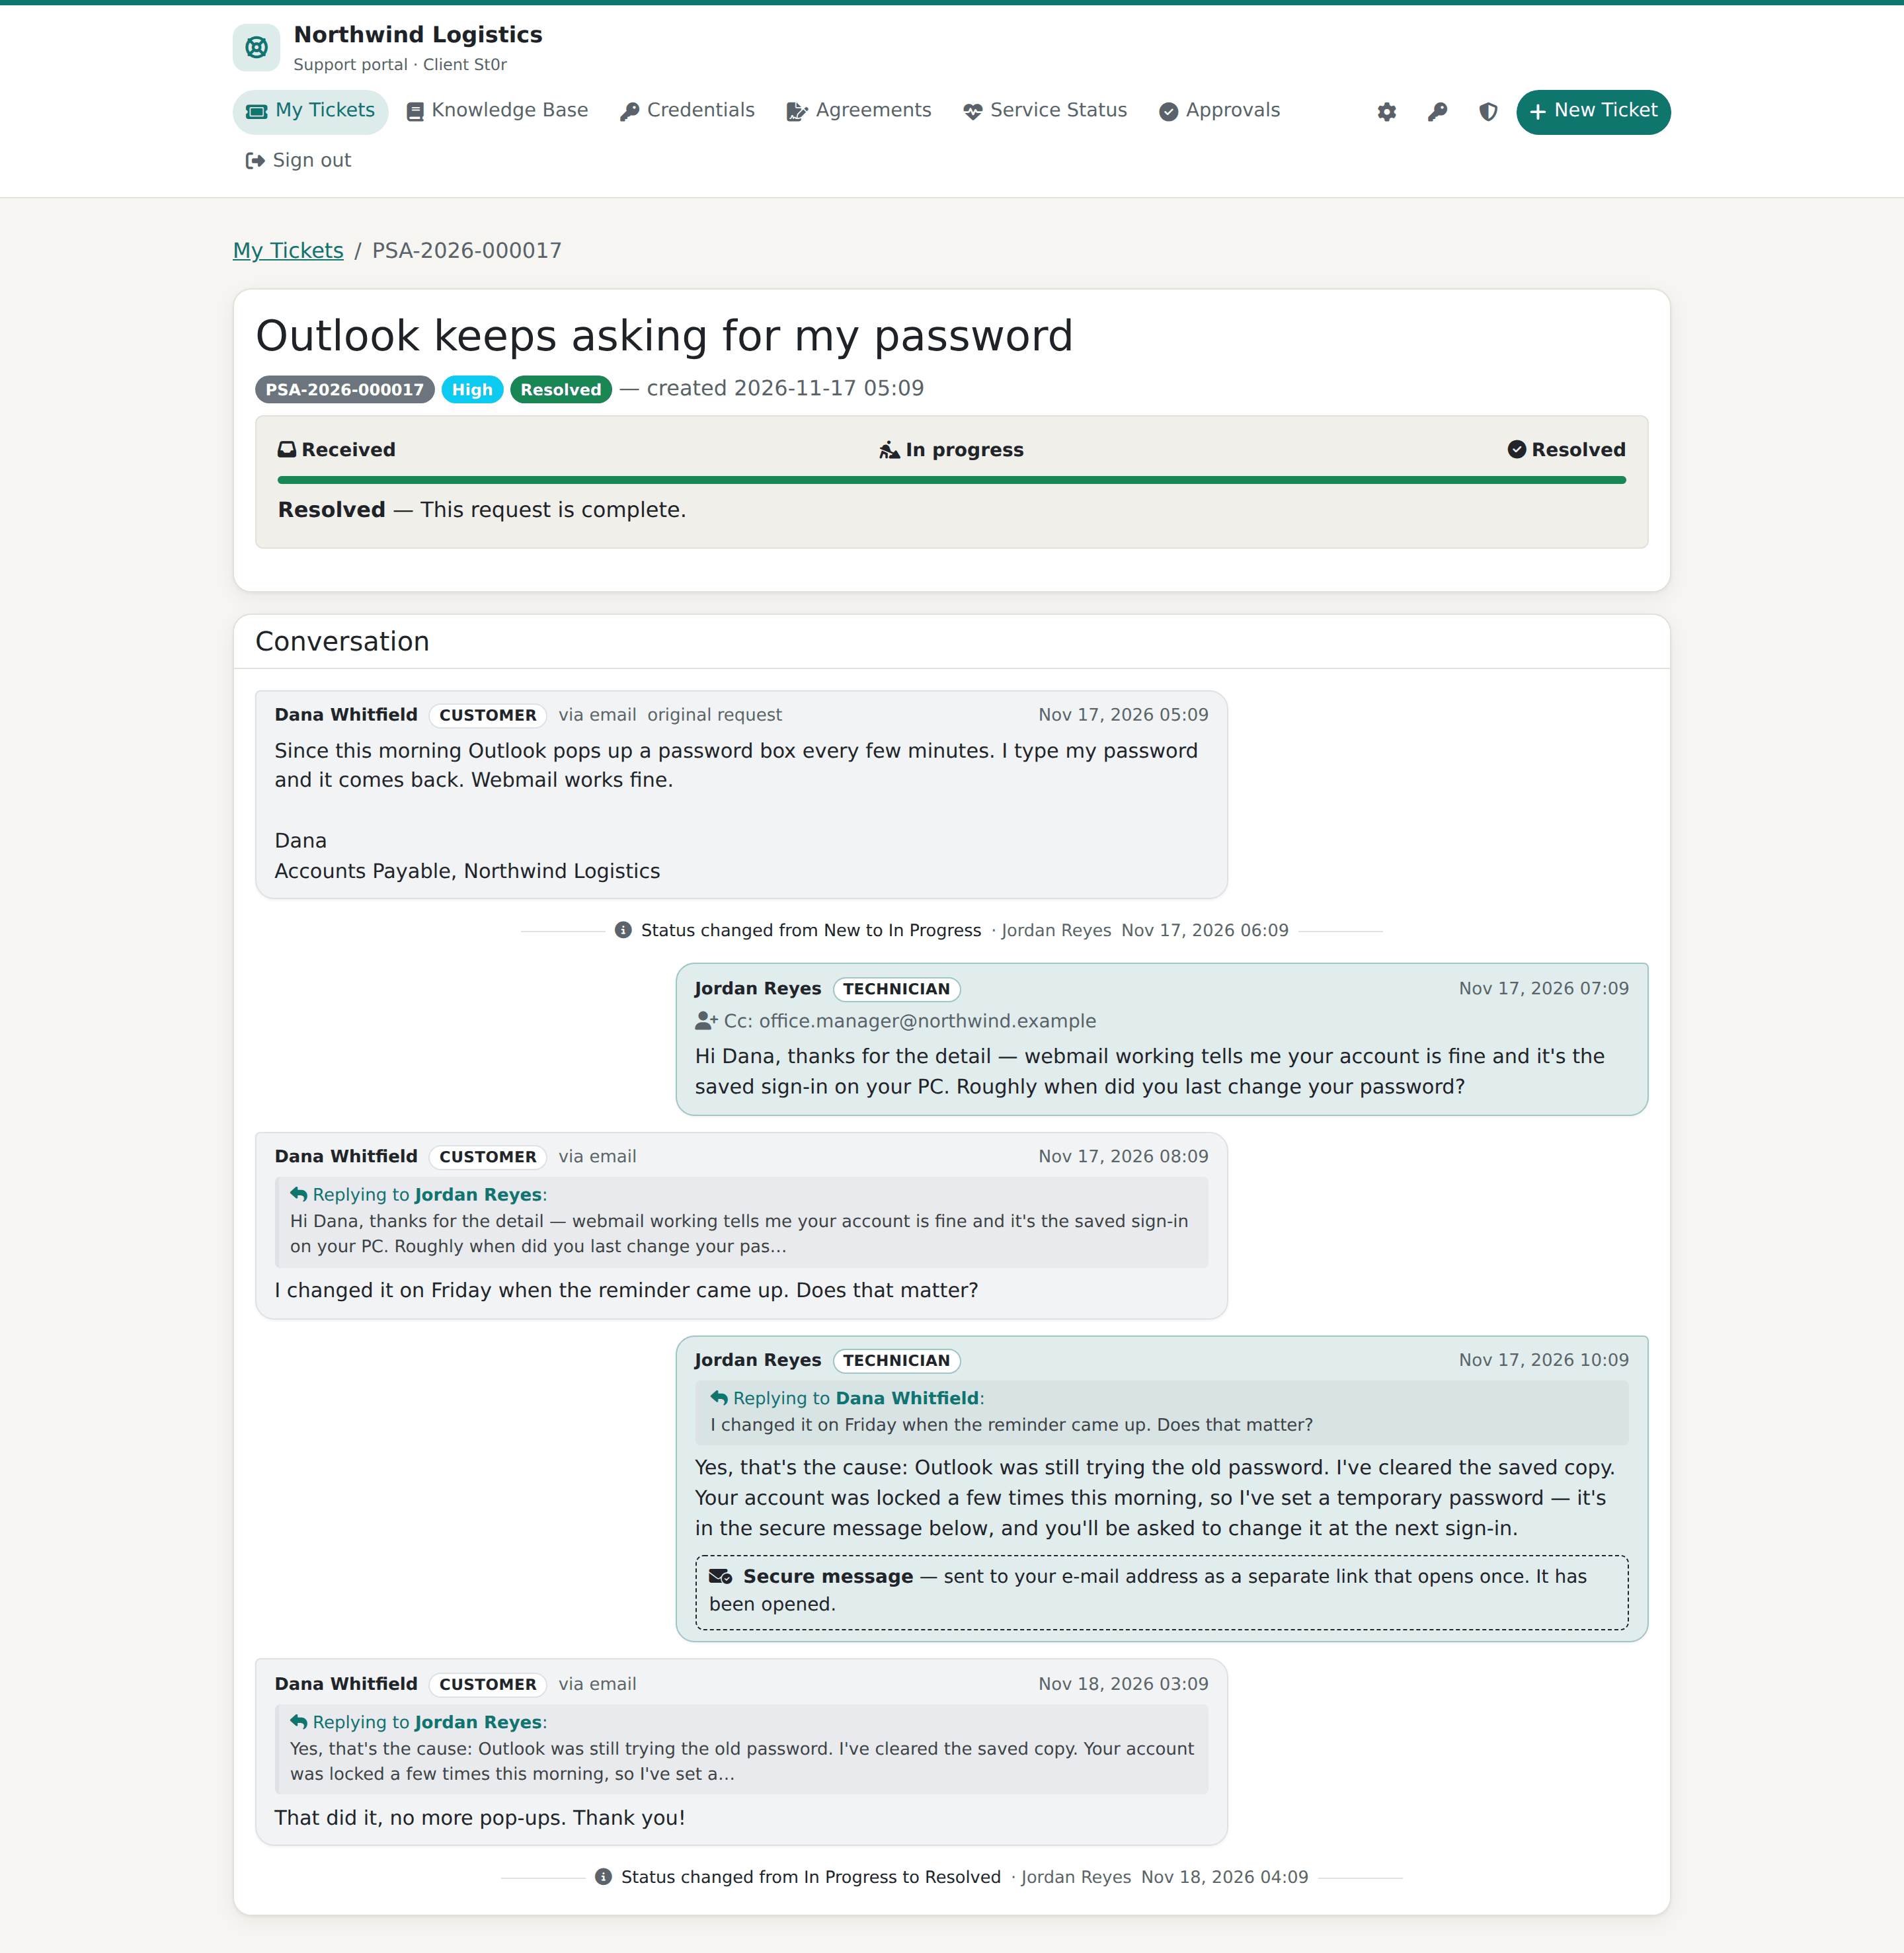 Northwind Logistics
Support portal · Client St0r
My Tickets Knowledge Base Credentials Agreements Service Status Approvals New Ticket
Sign out
My Tickets / PSA-2026-000017
Outlook keeps asking for my password
PSA-2026-000017 High Resolved — created 2026-11-17 05:09
Received In progress Resolved
Resolved — This request is complete.
Conversation
Dana Whitfield CUSTOMER via email original request Nov 17, 2026 05:09
Since this morning Outlook pops up a password box every few minutes. I type my password
and it comes back. Webmail works fine.
Dana
Accounts Payable, Northwind Logistics
Status changed from New to In Progress · Jordan Reyes Nov 17, 2026 06:09
Jordan Reyes TECHNICIAN Nov 17, 2026 07:09
Cc: office.manager@northwind.example
Hi Dana, thanks for the detail — webmail working tells me your account is fine and it's the
saved sign-in on your PC. Roughly when did you last change your password?
Dana Whitfield CUSTOMER via email Nov 17, 2026 08:09
Replying to Jordan Reyes:
Hi Dana, thanks for the detail — webmail working tells me your account is fine and it's the saved sign-in
on your PC. Roughly when did you last change your pas…
I changed it on Friday when the reminder came up. Does that matter?
Jordan Reyes TECHNICIAN Nov 17, 2026 10:09
Replying to Dana Whitfield:
I changed it on Friday when the reminder came up. Does that matter?
Yes, that's the cause: Outlook was still trying the old password. I've cleared the saved copy.
Your account was locked a few times this morning, so I've set a temporary password — it's
in the secure message below, and you'll be asked to change it at the next sign-in.
Secure message — sent to your e-mail address as a separate link that opens once. It has
been opened.
Dana Whitfield CUSTOMER via email Nov 18, 2026 03:09
Replying to Jordan Reyes:
Yes, that's the cause: Outlook was still trying the old password. I've cleared the saved copy. Your account
was locked a few times this morning, so I've set a…
That did it, no more pop-ups. Thank you!
Status changed from In Progress to Resolved · Jordan Reyes Nov 18, 2026 04:09